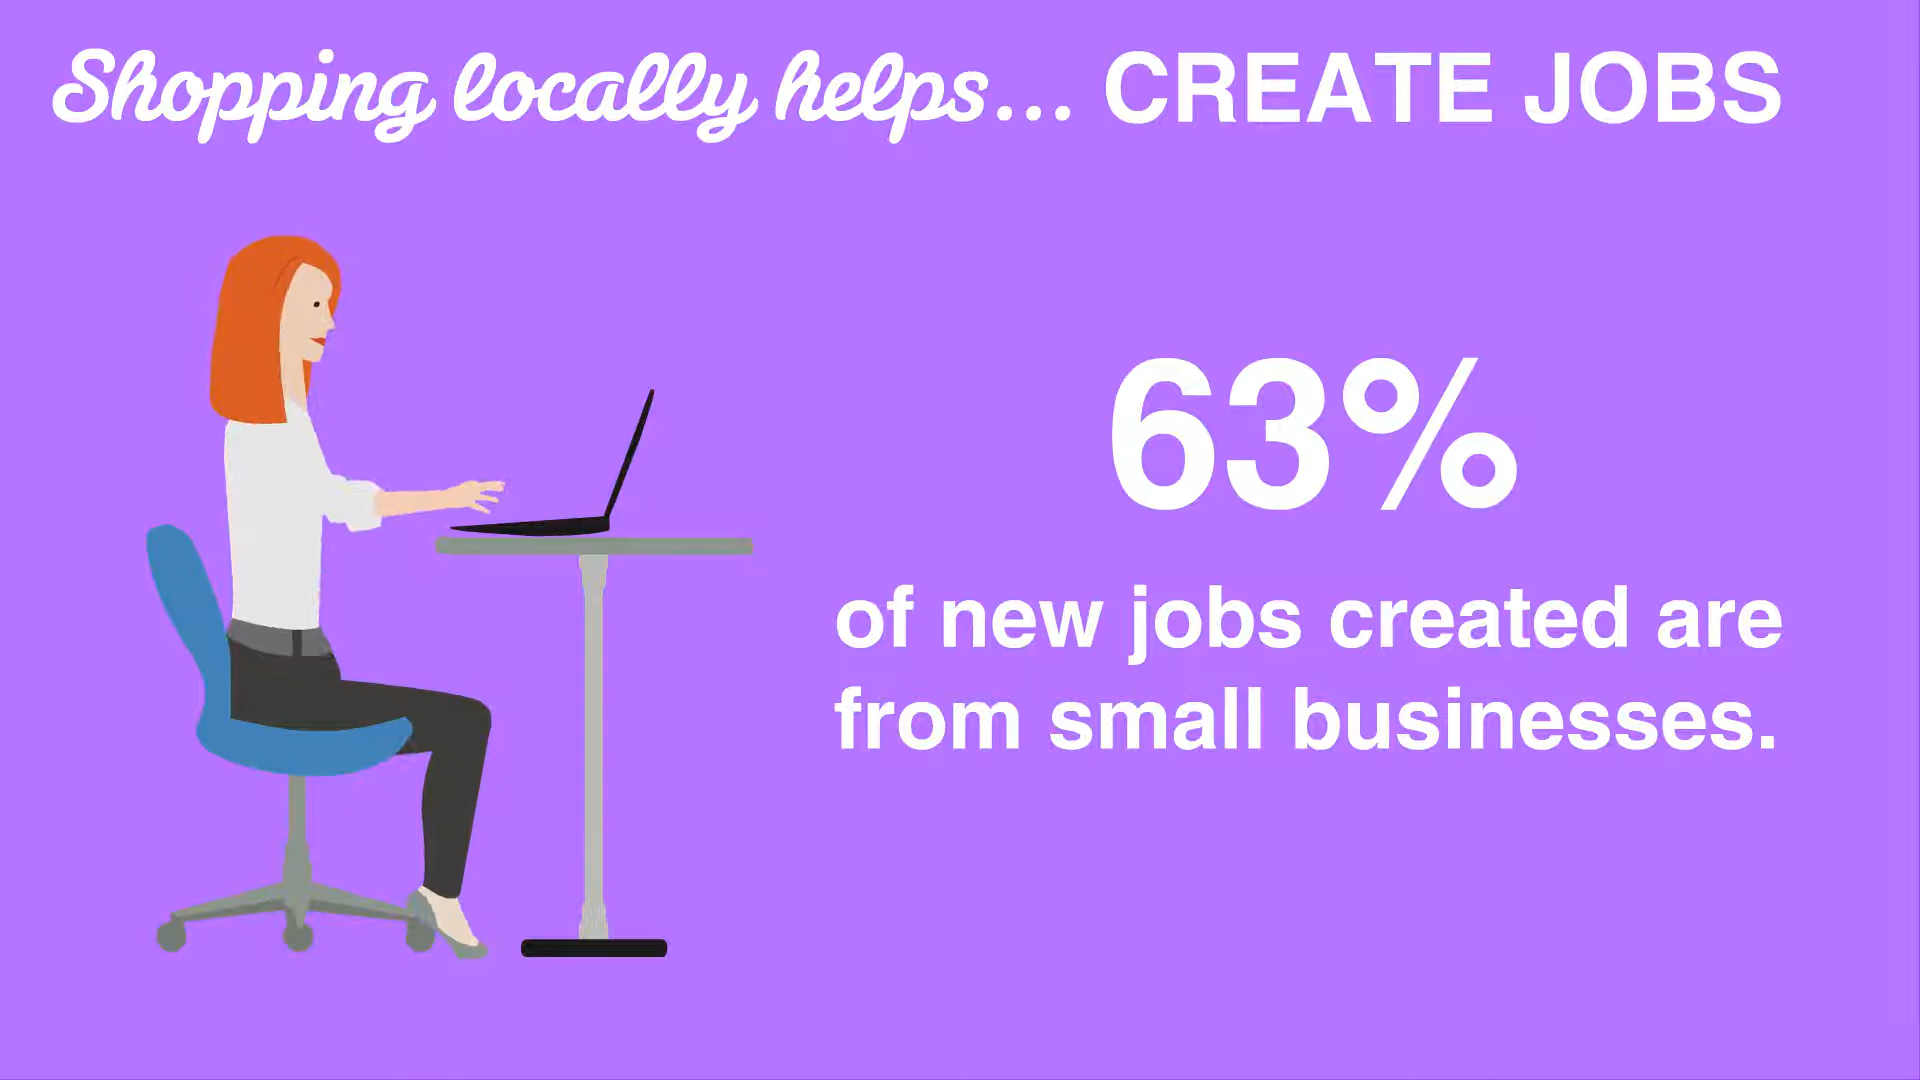 Shopping locally helps... CREATE JOBS
63%
of new jobs created are
from small businesses.